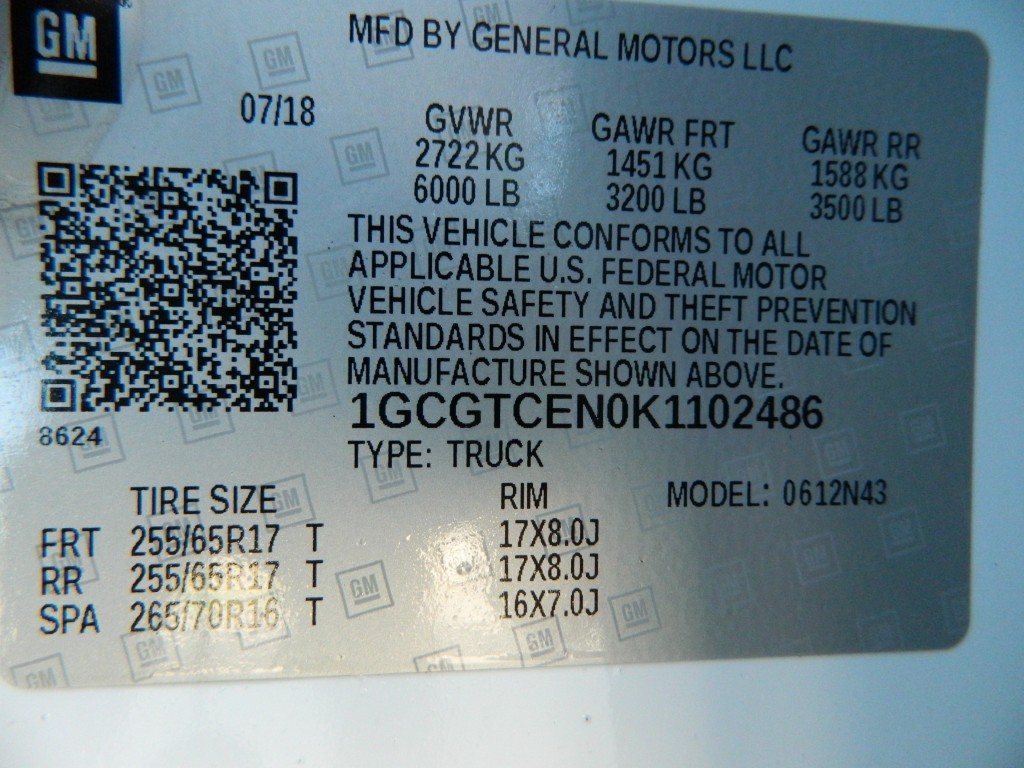 GM
MFD BY GENERAL MOTORS LLC
07/18
GVWR GAWR FRT GAWR RR
2722 KG 1451 KG 1588 KG
6000 LB 3200 LB 3500 LB
THIS VEHICLE CONFORMS TO ALL
APPLICABLE U.S. FEDERAL MOTOR
VEHICLE SAFETY AND THEFT PREVENTION
STANDARDS IN EFFECT ON THE DATE OF
MANUFACTURE SHOWN ABOVE.
8624
1GCGTCEN0K1102486
TYPE: TRUCK
TIRE SIZE RIM MODEL: 0612N43
FRT 255/65R17 T 17X8.0J
RR 255/65R17 T 17X8.0J
SPA 265/70R16 T 16X7.0J